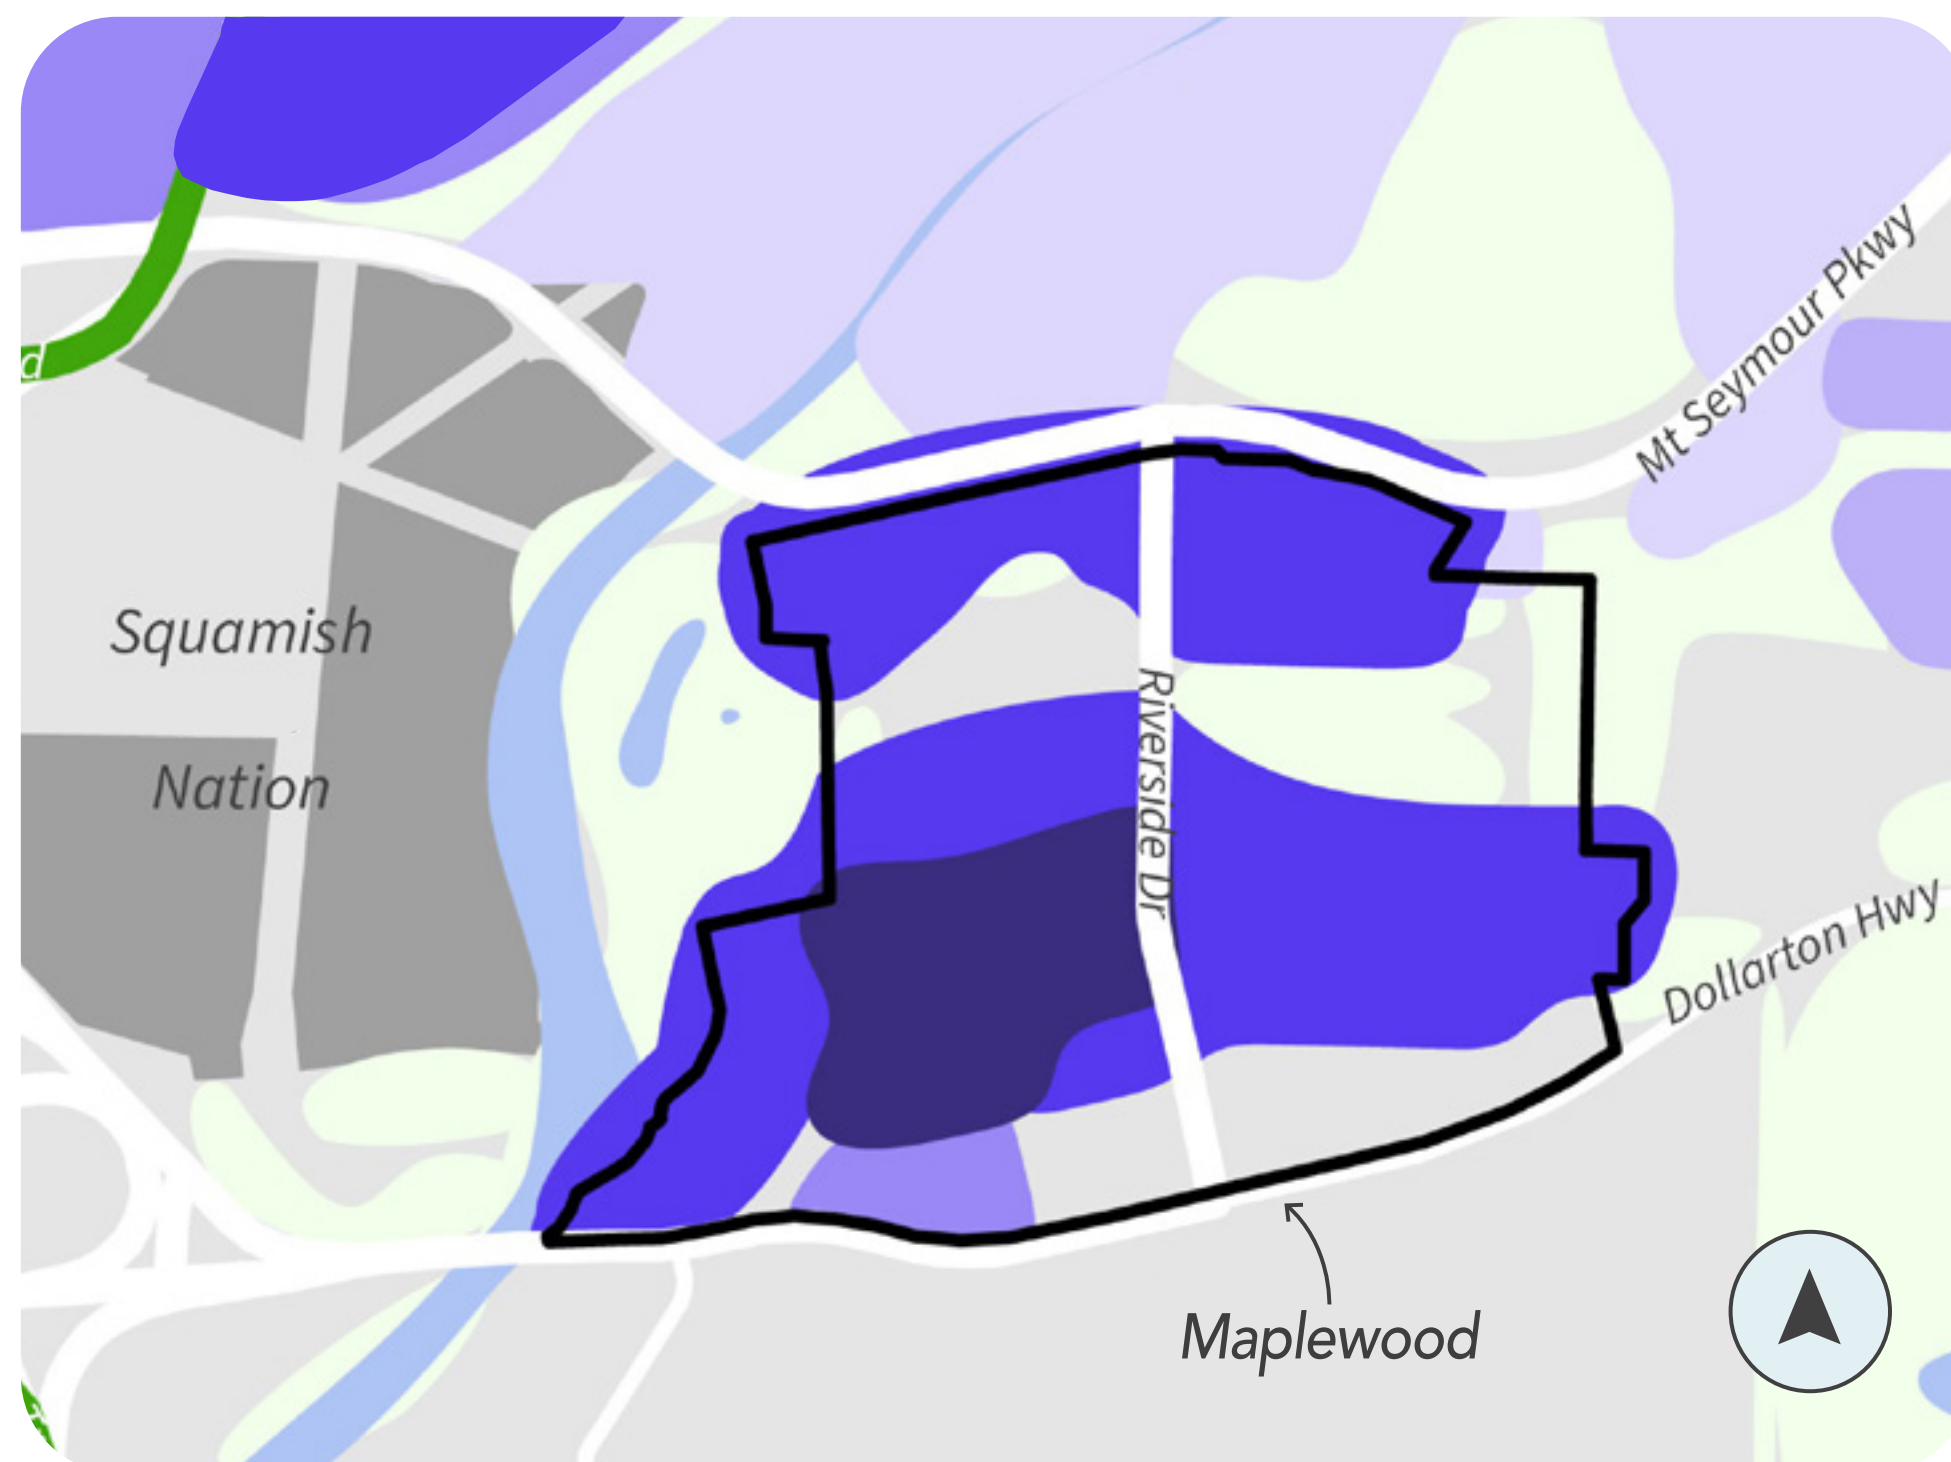 d
Mt Seymour Pkwy
Squamish
Nation
Riverside Dr
Dollarton Hwy
Maplewood